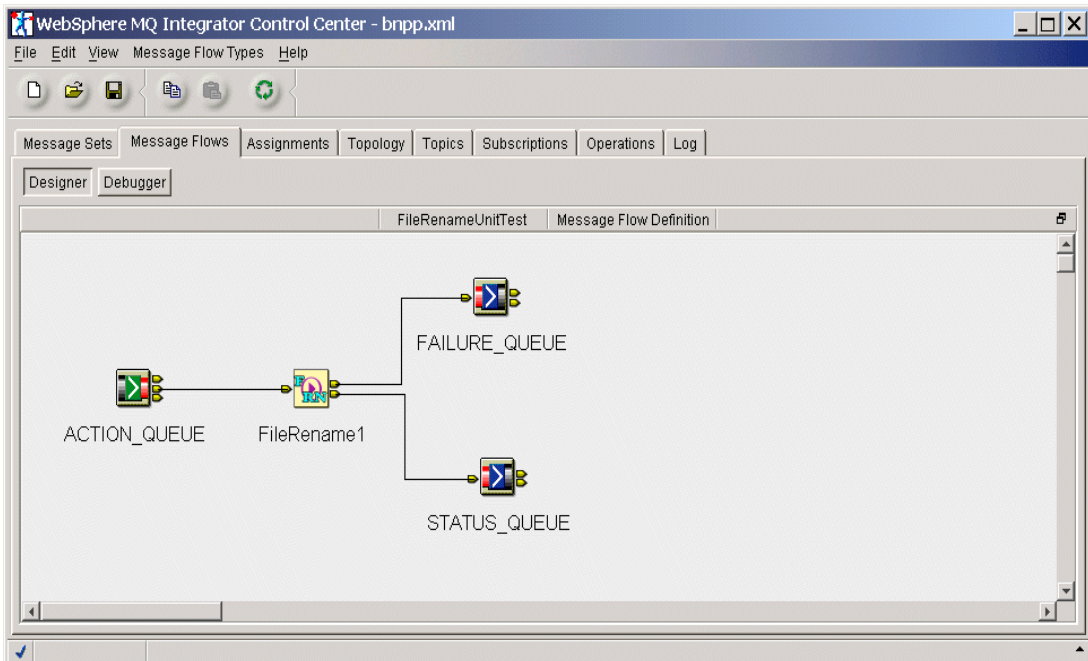 WebSphere MQ Integrator Control Center - bnpp.xml
File Edit View Message Flow Types Help
Message Sets Message Flows Assignments Topology Topics Subscriptions Operations Log
Designer Debugger
FileRenameUnitTest Message Flow Definition
FAILURE_QUEUE
F RN
ACTION_QUEUE FileRename1
STATUS_QUEUE